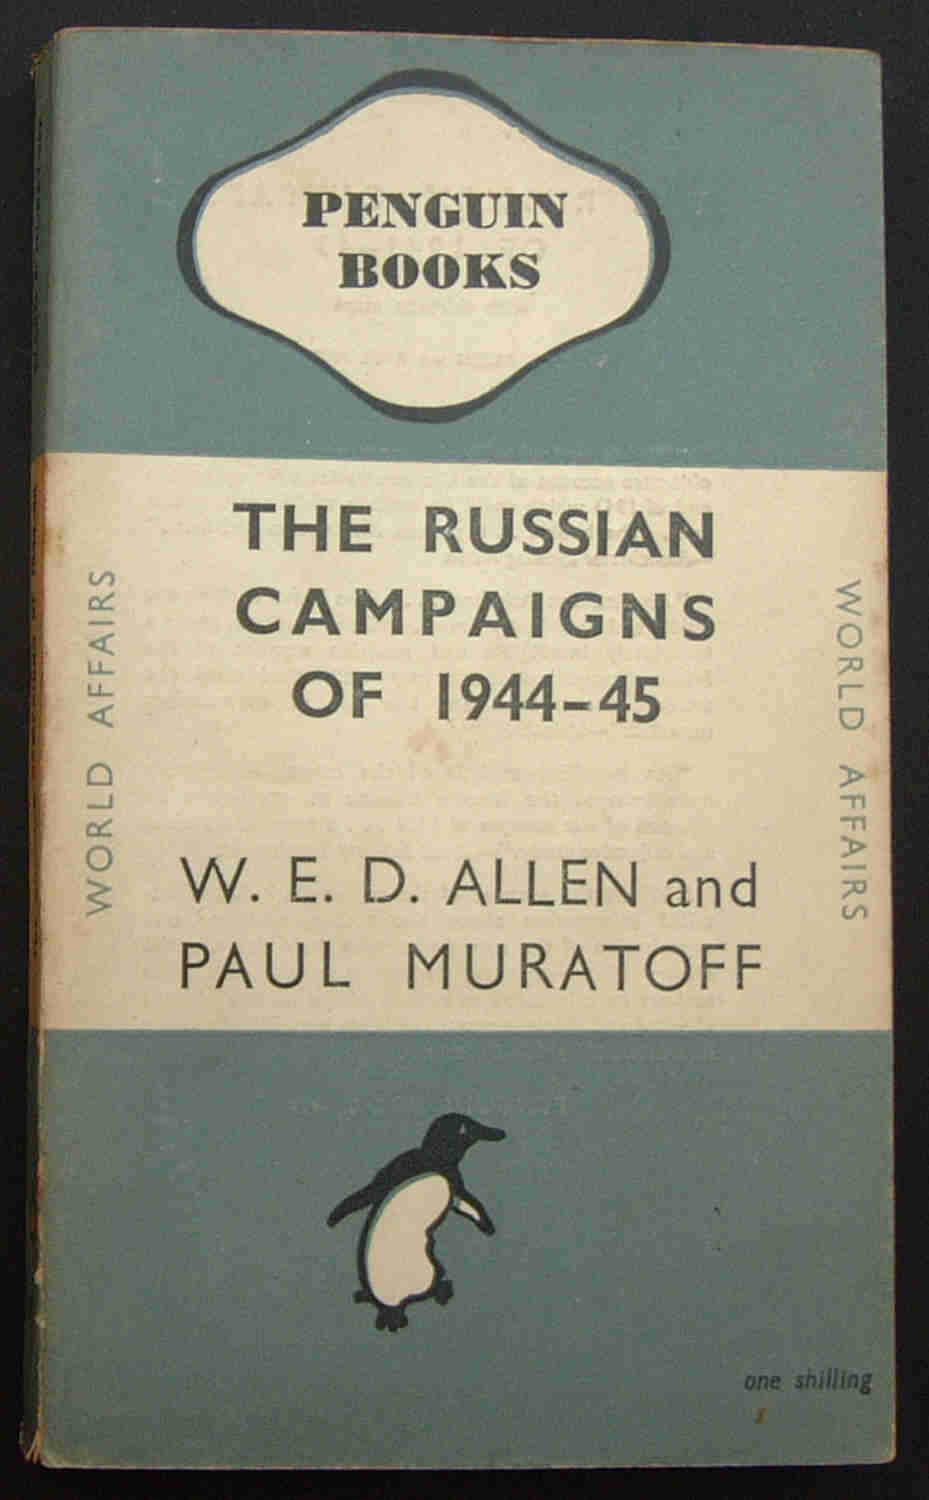 PENGUIN
BOOKS
THE RUSSIAN
CAMPAIGNS
OF 1944-45
WORLD AFFAIRS
WORLD AFFAIRS
W. E. D. ALLEN and
PAUL MURATOFF
one shilling